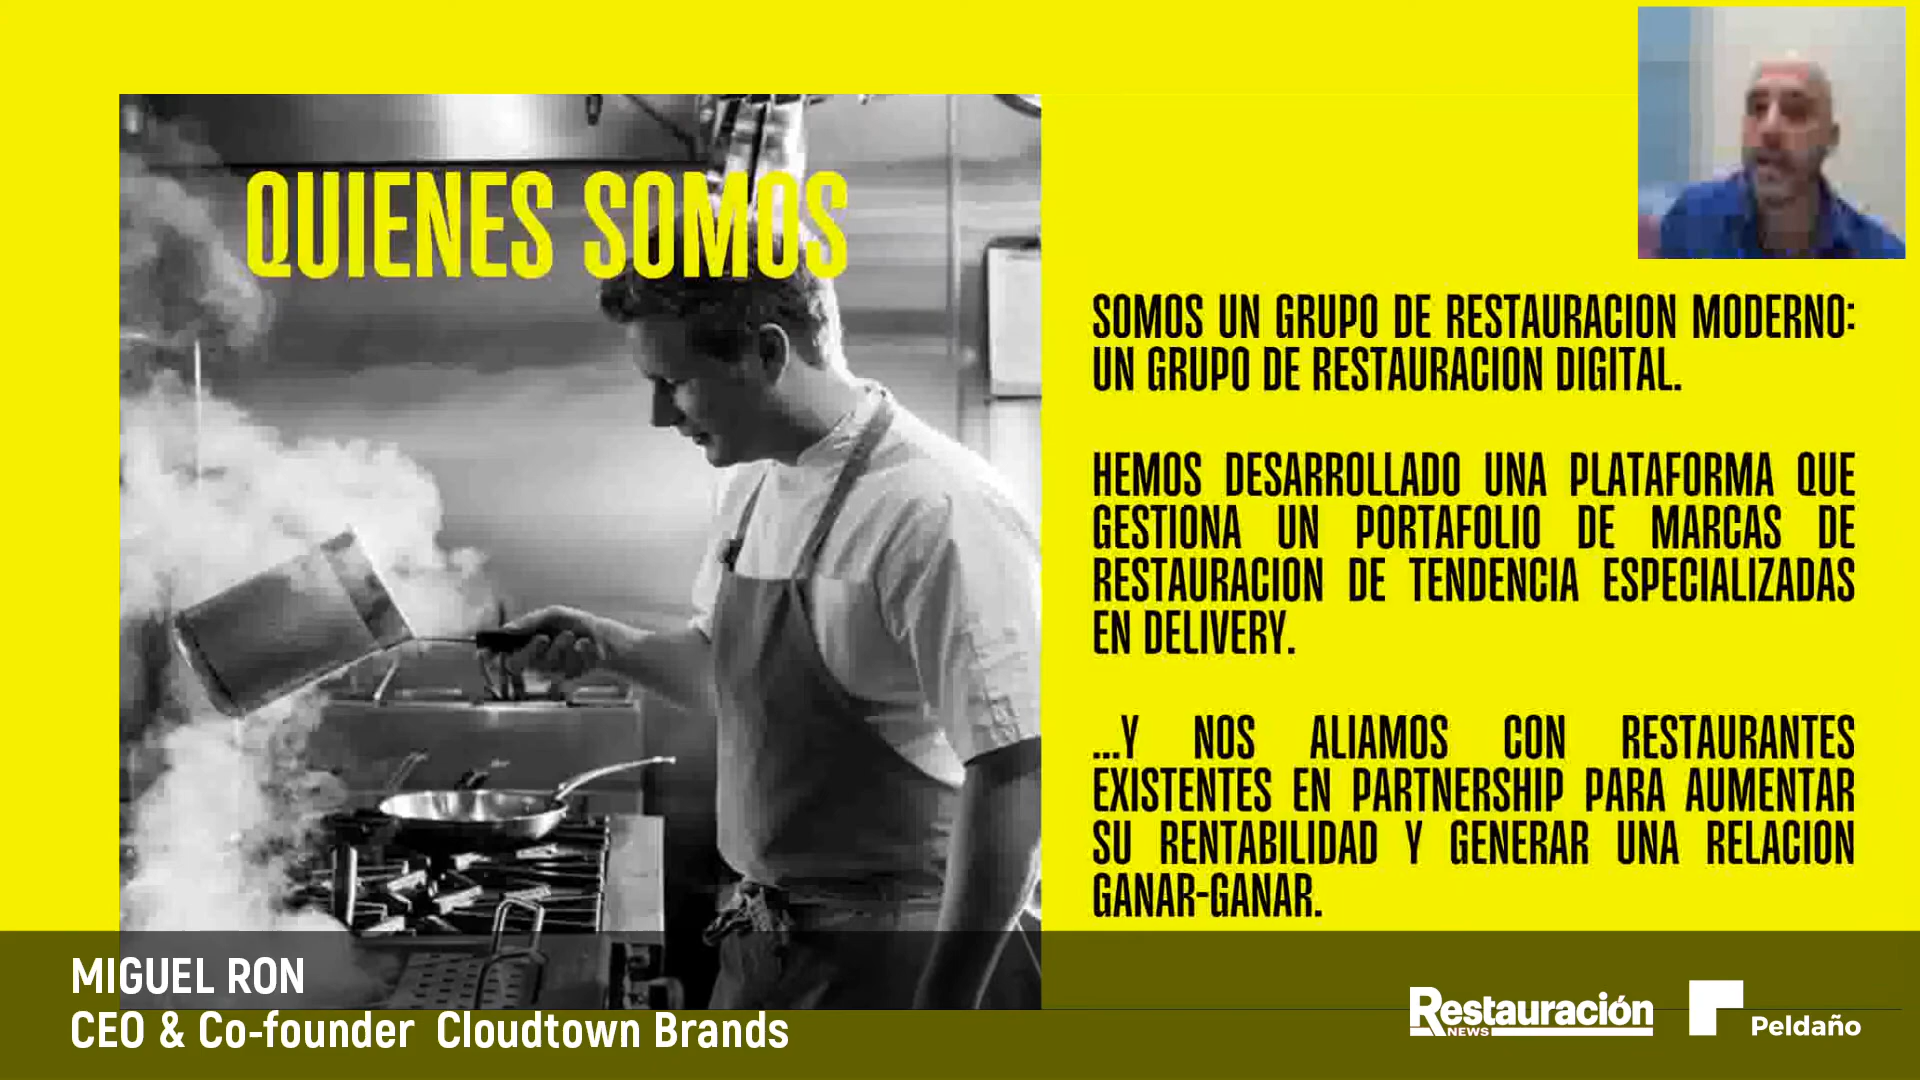 QUIENES SOMOS
SOMOS UN GRUPO DE RESTAURACION MODERNO:
UN GRUPO DE RESTAURACION DIGITAL.
HEMOS DESARROLLADO UNA PLATAFORMA QUE
GESTIONA UN PORTAFOLIO DE MARCAS DE
RESTAURACION DE TENDENCIA ESPECIALIZADAS
EN DELIVERY.
...Y NOS ALIAMOS CON RESTAURANTES
EXISTENTES EN PARTNERSHIP PARA AUMENTAR
SU RENTABILIDAD Y GENERAR UNA RELACION
GANAR-GANAR.
MIGUEL RON
CEO & Co-founder Cloudtown Brands
Restauración
NEWS
Peldaño